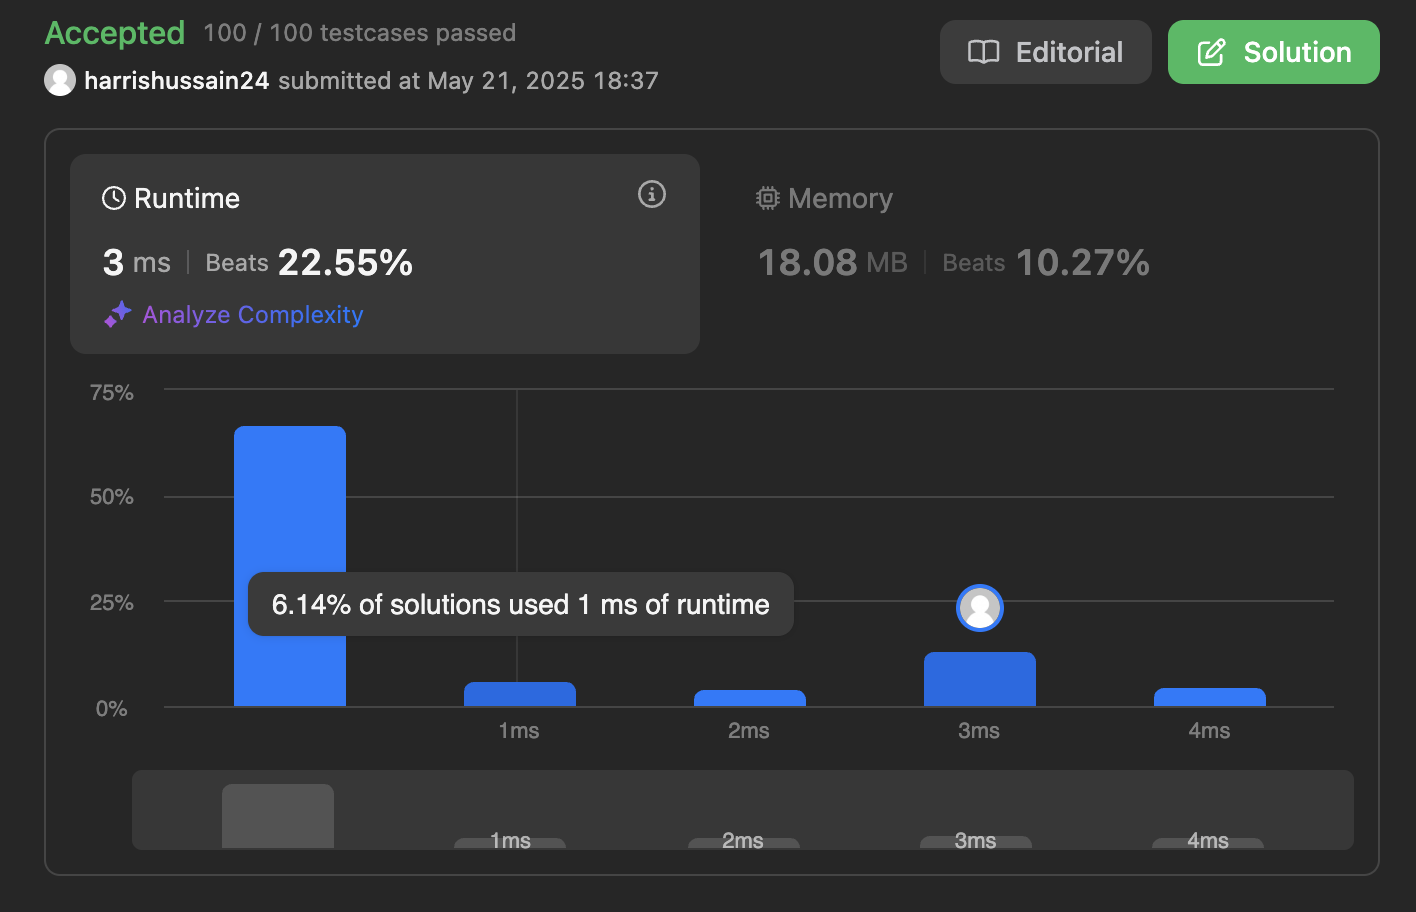 Accepted 100 / 100 testcases passed
harrishussain24 submitted at May 21, 2025 18:37
Editorial
Solution
Runtime
3 ms | Beats 22.55%
Analyze Complexity
Memory
18.08 MB | Beats 10.27%
75%
50%
25%
0%
6.14% of solutions used 1 ms of runtime
1ms 2ms 3ms 4ms
1ms 2ms 3ms 4ms